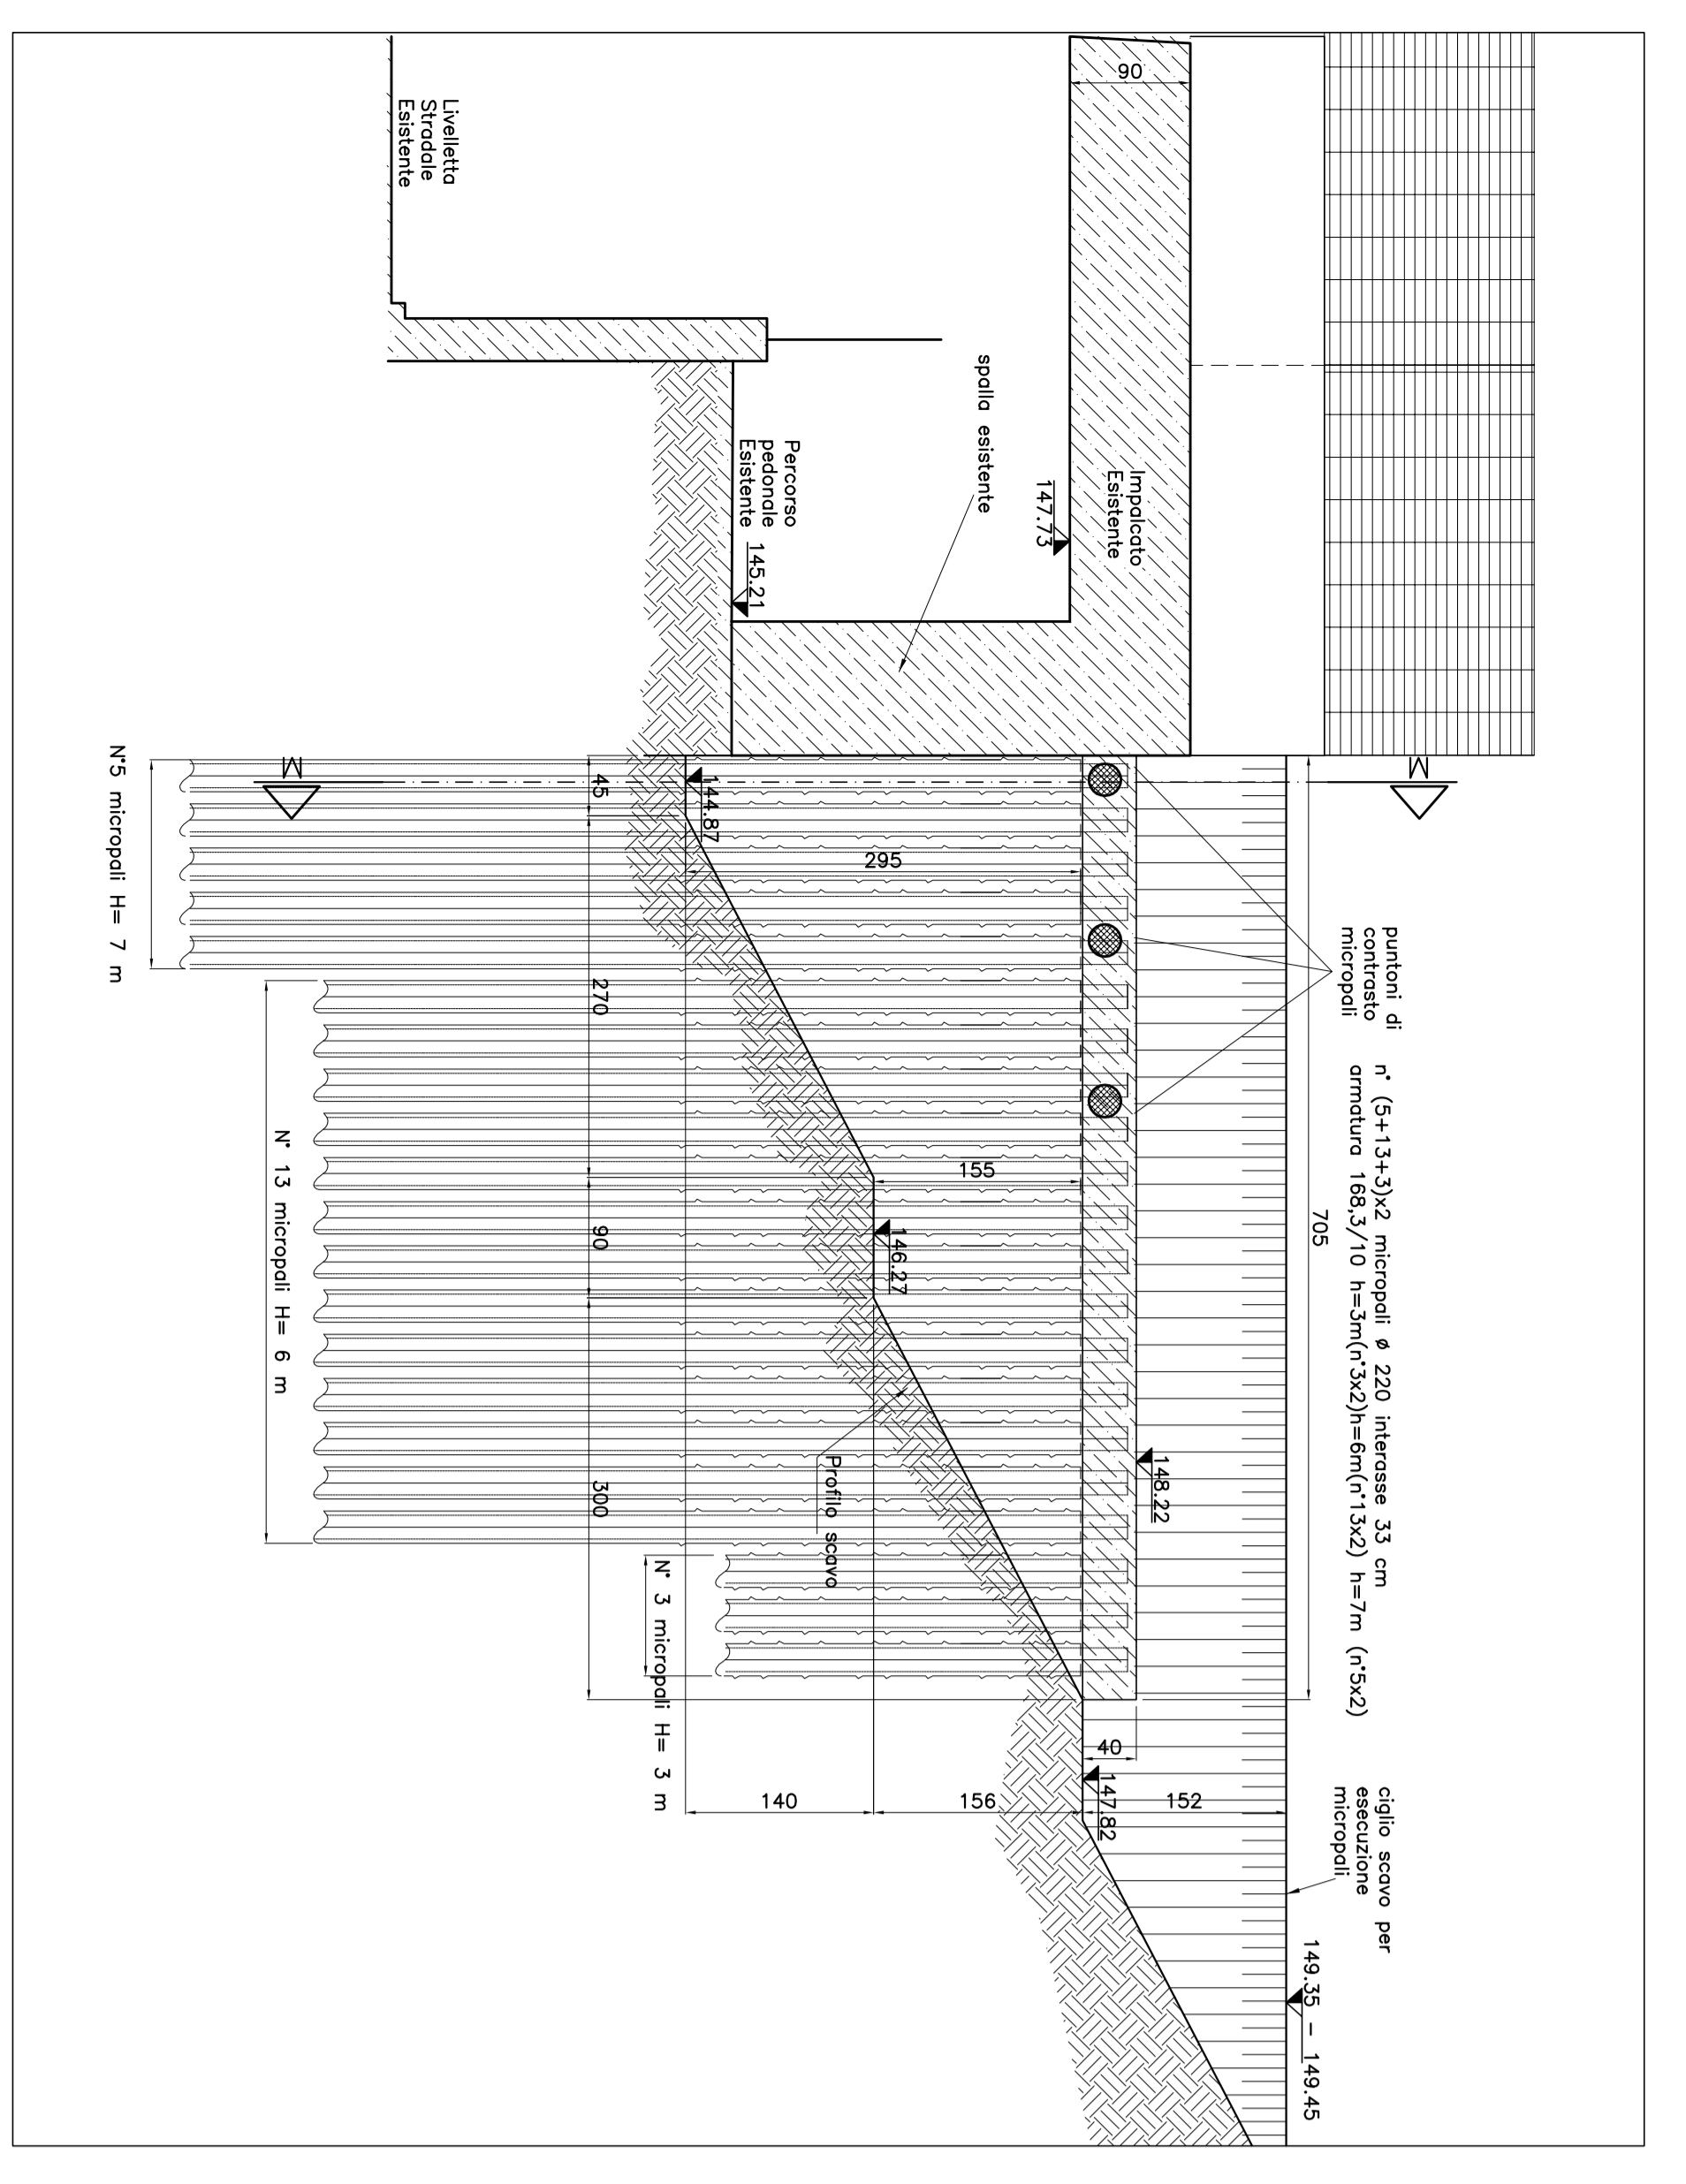 90
Livelletta
Stradale
Esistente
spalla esistente
Impalcato
Esistente
147.73
Percorso
pedonale
Esistente
145.21
puntoni di
contrasto
micropali
n° (5+13+3)x2 micropali ø 220 interasse 33 cm
armatura 168,3/10 h=3m(n°3x2)h=6m(n°13x2) h=7m (n°5x2)
705
ciglio scavo per
esecuzione
micropali
149.35 – 149.45
148.22
147.82
40
152
156
140
144.87
295
155
146.27
Profilo scavo
45
270
90
300
N°5 micropali H= 7 m
N° 13 micropali H= 6 m
N° 3 micropali H= 3 m